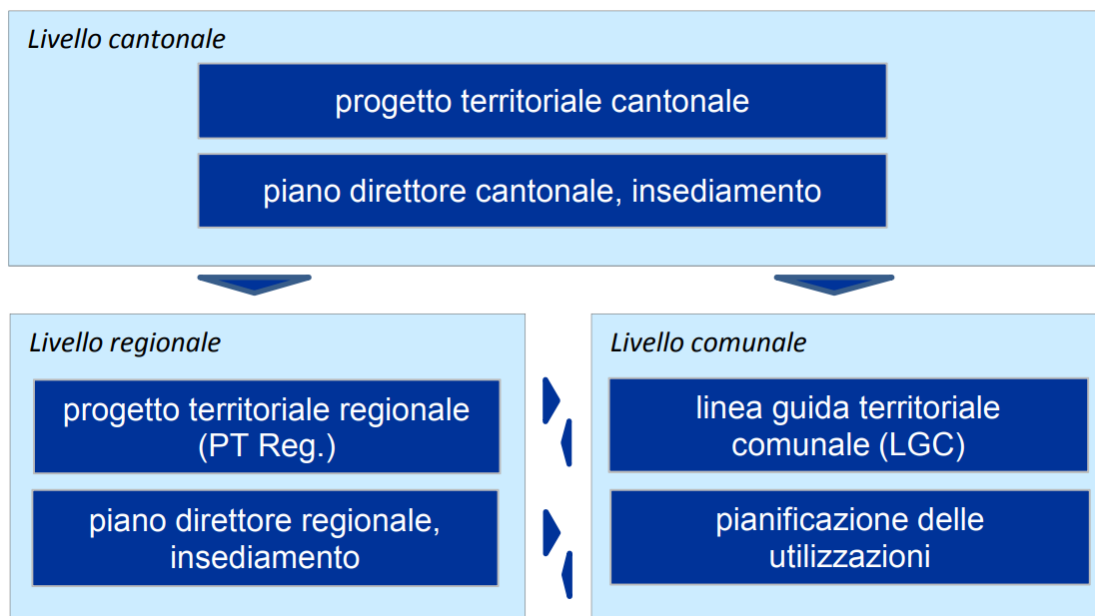 Livello cantonale
progetto territoriale cantonale
piano direttore cantonale, insediamento
Livello regionale
progetto territoriale regionale
(PT Reg.)
piano direttore regionale,
insediamento
Livello comunale
linea guida territoriale
comunale (LGC)
pianificazione delle
utilizzazioni